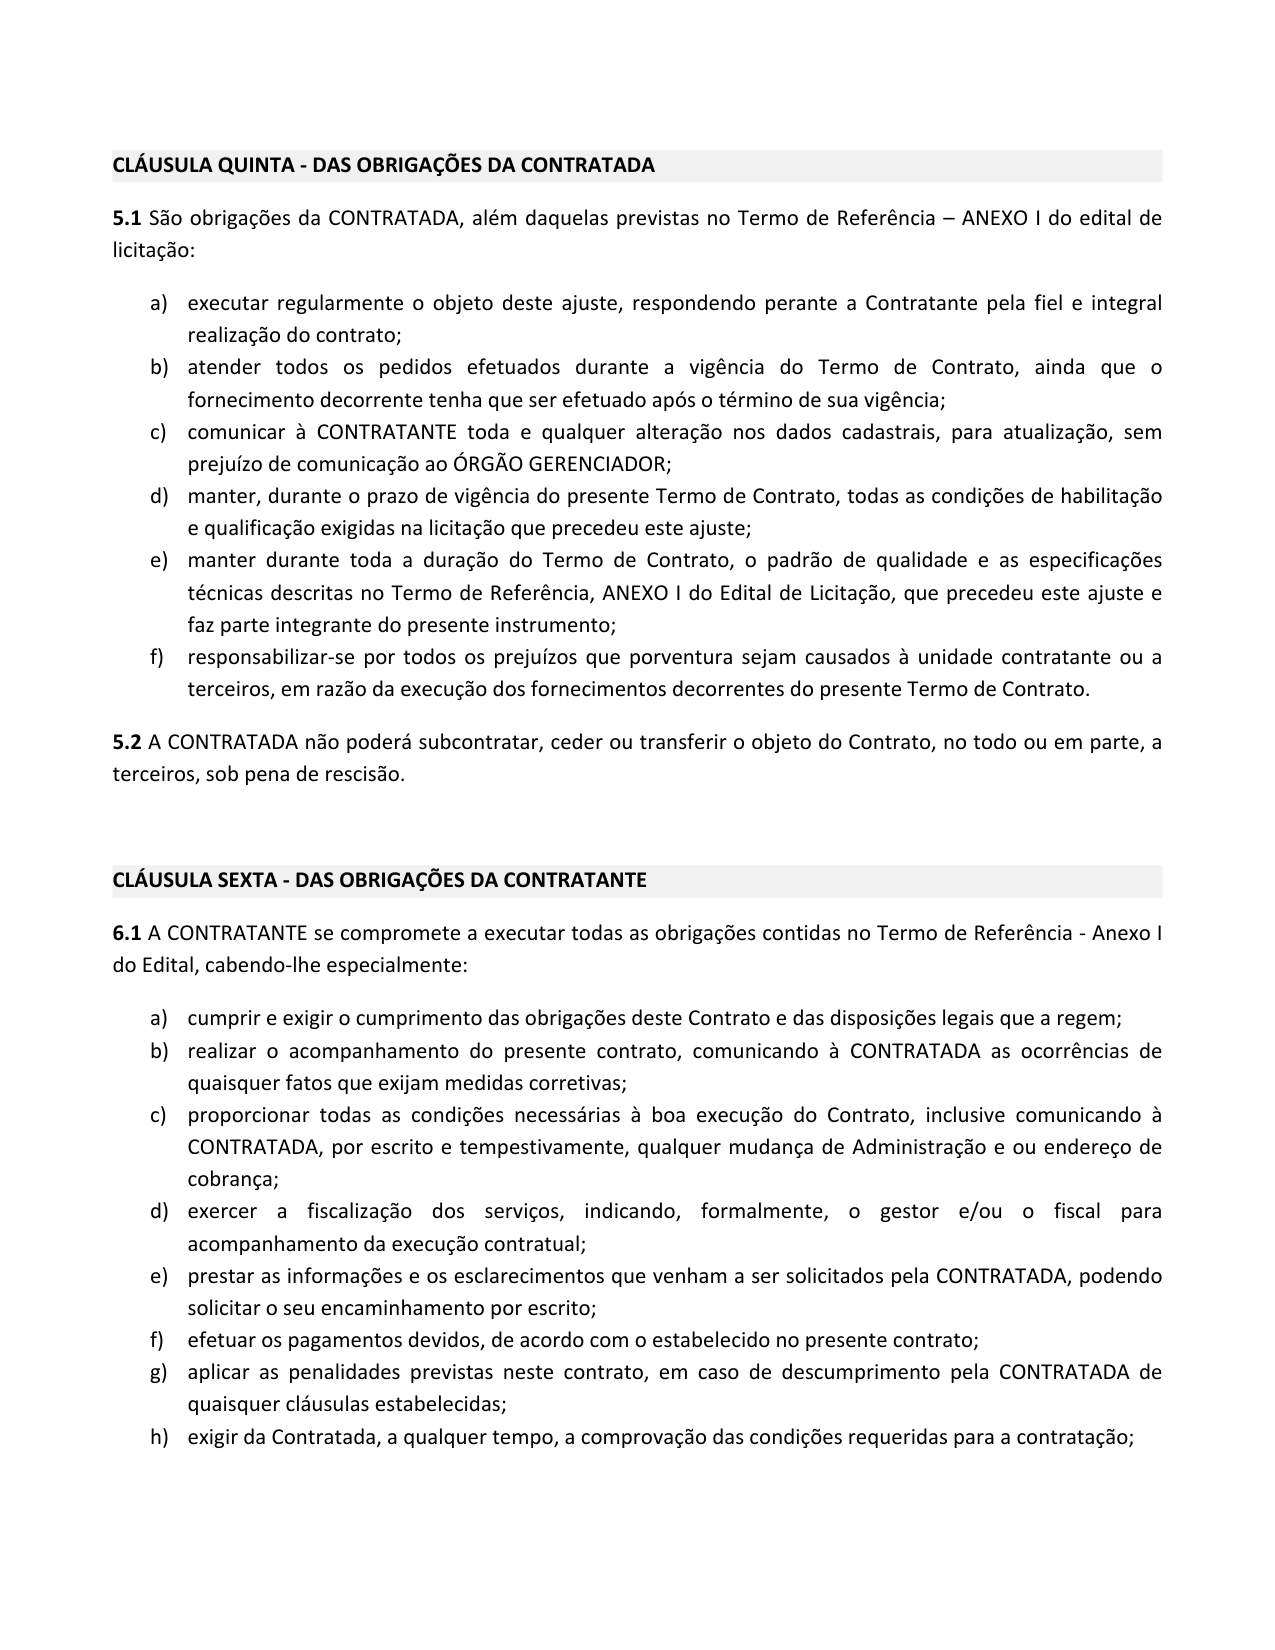 CLÁUSULA QUINTA - DAS OBRIGAÇÕES DA CONTRATADA
5.1 São obrigações da CONTRATADA, além daquelas previstas no Termo de Referência – ANEXO I do edital de
licitação:
a) executar regularmente o objeto deste ajuste, respondendo perante a Contratante pela fiel e integral
realização do contrato;
b) atender todos os pedidos efetuados durante a vigência do Termo de Contrato, ainda que o
fornecimento decorrente tenha que ser efetuado após o término de sua vigência;
c) comunicar à CONTRATANTE toda e qualquer alteração nos dados cadastrais, para atualização, sem
prejuízo de comunicação ao ÓRGÃO GERENCIADOR;
d) manter, durante o prazo de vigência do presente Termo de Contrato, todas as condições de habilitação
e qualificação exigidas na licitação que precedeu este ajuste;
e) manter durante toda a duração do Termo de Contrato, o padrão de qualidade e as especificações
técnicas descritas no Termo de Referência, ANEXO I do Edital de Licitação, que precedeu este ajuste e
faz parte integrante do presente instrumento;
f) responsabilizar-se por todos os prejuízos que porventura sejam causados à unidade contratante ou a
terceiros, em razão da execução dos fornecimentos decorrentes do presente Termo de Contrato.
5.2 A CONTRATADA não poderá subcontratar, ceder ou transferir o objeto do Contrato, no todo ou em parte, a
terceiros, sob pena de rescisão.
CLÁUSULA SEXTA - DAS OBRIGAÇÕES DA CONTRATANTE
6.1 A CONTRATANTE se compromete a executar todas as obrigações contidas no Termo de Referência - Anexo I
do Edital, cabendo-lhe especialmente:
a) cumprir e exigir o cumprimento das obrigações deste Contrato e das disposições legais que a regem;
b) realizar o acompanhamento do presente contrato, comunicando à CONTRATADA as ocorrências de
quaisquer fatos que exijam medidas corretivas;
c) proporcionar todas as condições necessárias à boa execução do Contrato, inclusive comunicando à
CONTRATADA, por escrito e tempestivamente, qualquer mudança de Administração e ou endereço de
cobrança;
d) exercer a fiscalização dos serviços, indicando, formalmente, o gestor e/ou o fiscal para
acompanhamento da execução contratual;
e) prestar as informações e os esclarecimentos que venham a ser solicitados pela CONTRATADA, podendo
solicitar o seu encaminhamento por escrito;
f) efetuar os pagamentos devidos, de acordo com o estabelecido no presente contrato;
g) aplicar as penalidades previstas neste contrato, em caso de descumprimento pela CONTRATADA de
quaisquer cláusulas estabelecidas;
h) exigir da Contratada, a qualquer tempo, a comprovação das condições requeridas para a contratação;